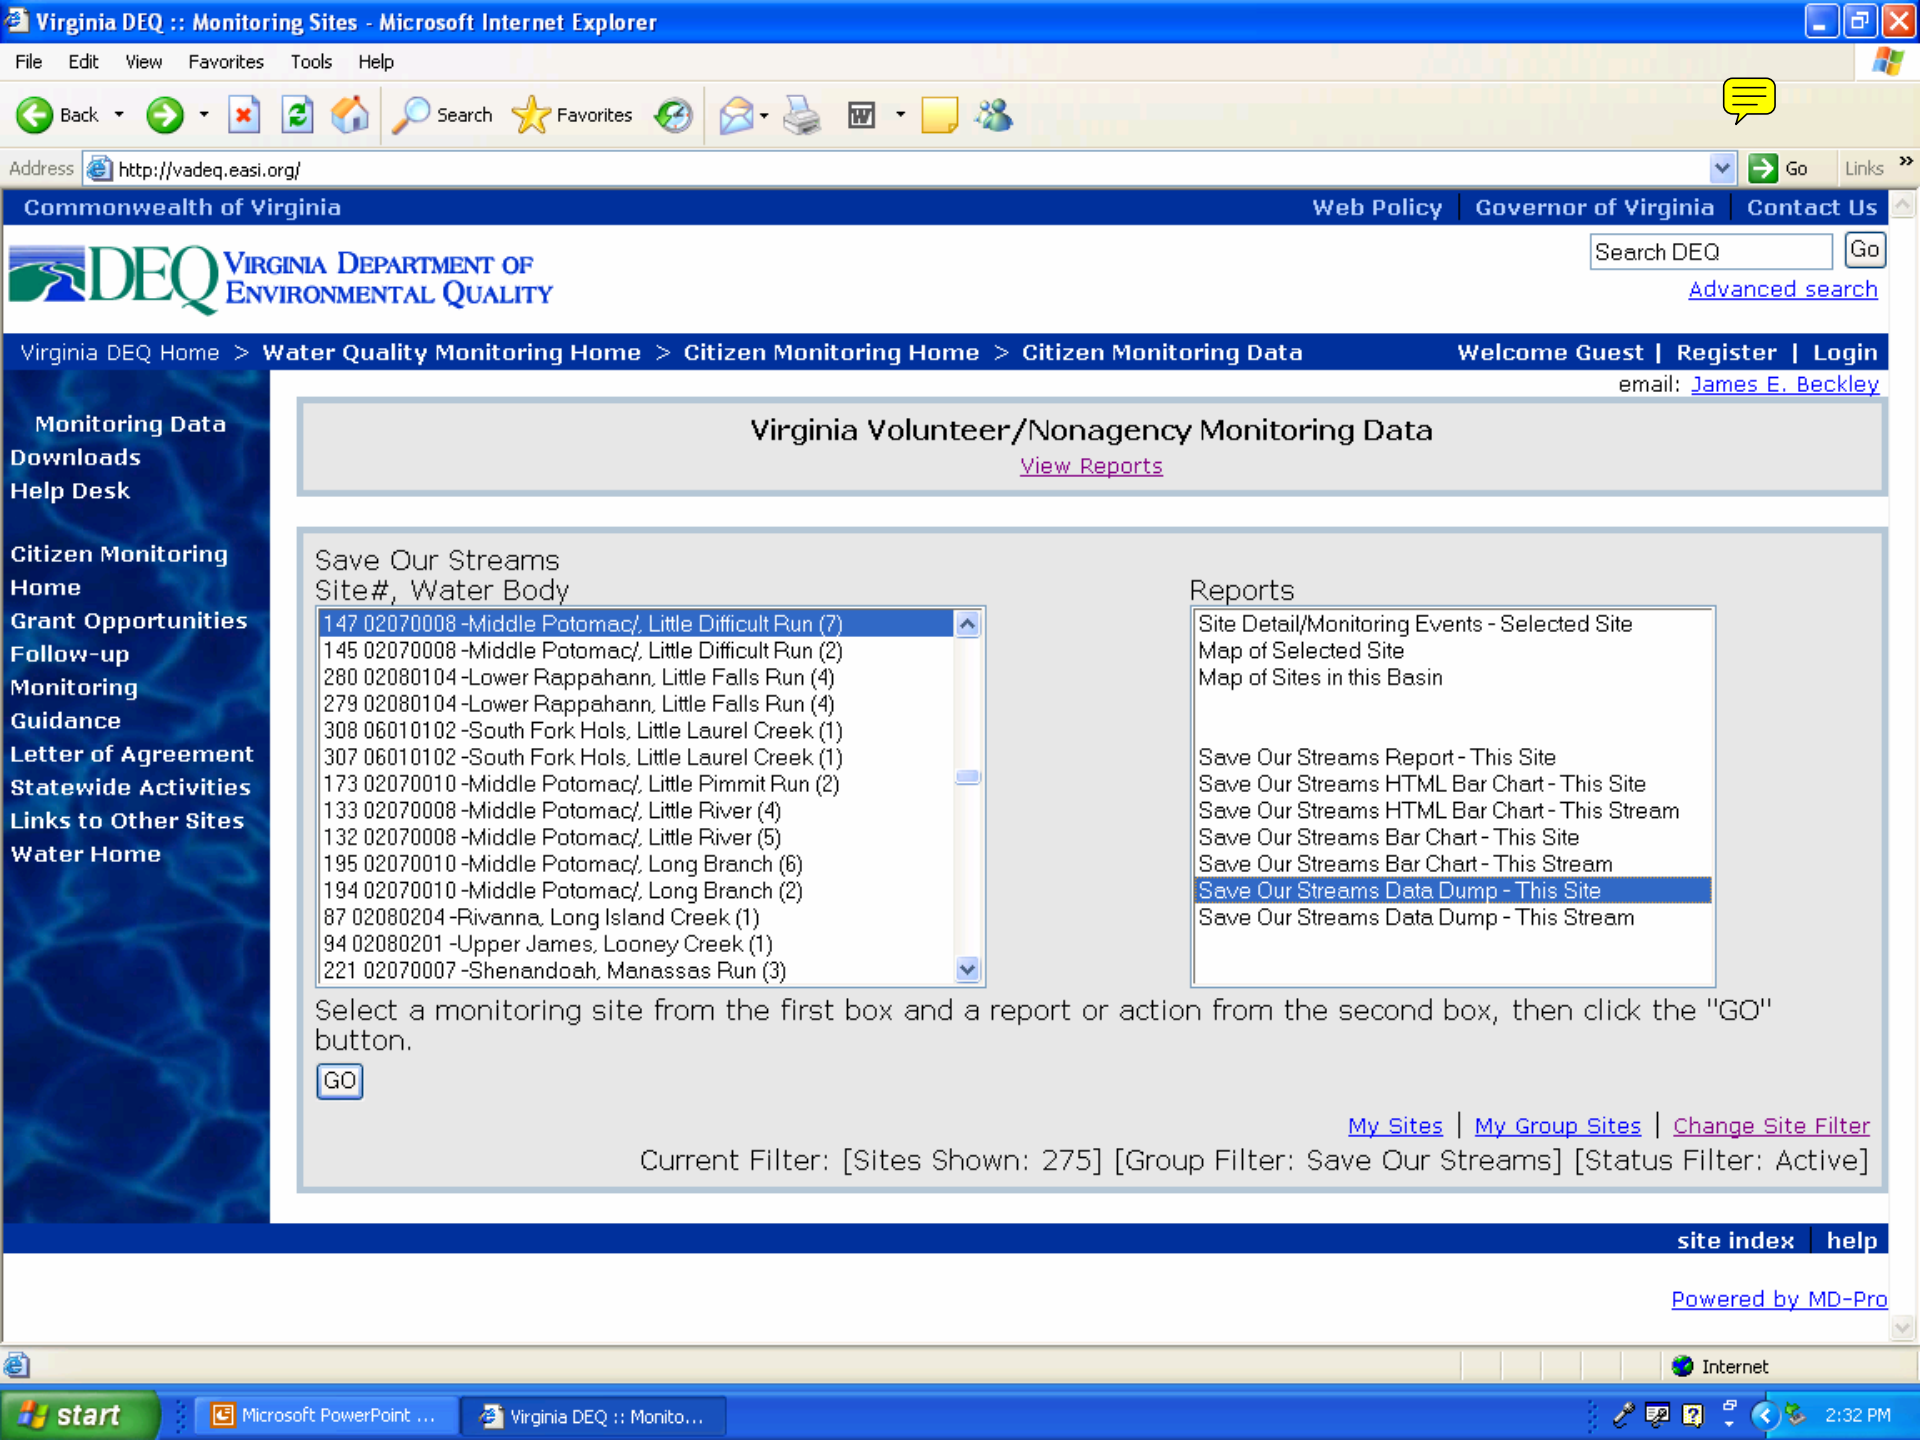 Virginia DEQ :: Monitoring Sites - Microsoft Internet Explorer
File Edit View Favorites Tools Help
Back Search Favorites
Address http://vadeq.easi.org/ Go Links »
Commonwealth of Virginia Web Policy Governor of Virginia Contact Us
DEQ VIRGINIA DEPARTMENT OF ENVIRONMENTAL QUALITY
Search DEQ Go
Advanced search
Virginia DEQ Home > Water Quality Monitoring Home > Citizen Monitoring Home > Citizen Monitoring Data Welcome Guest | Register | Login
email: James E. Beckley
Monitoring Data
Downloads
Help Desk
Citizen Monitoring
Home
Grant Opportunities
Follow-up
Monitoring
Guidance
Letter of Agreement
Statewide Activities
Links to Other Sites
Water Home
Virginia Volunteer/Nonagency Monitoring Data
View Reports
Save Our Streams
Site#, Water Body
147 02070008 -Middle Potomac/, Little Difficult Run (7)
145 02070008 -Middle Potomac/, Little Difficult Run (2)
280 02080104 -Lower Rappahann, Little Falls Run (4)
279 02080104 -Lower Rappahann, Little Falls Run (4)
308 06010102 -South Fork Hols, Little Laurel Creek (1)
307 06010102 -South Fork Hols, Little Laurel Creek (1)
173 02070010 -Middle Potomac/, Little Pimmit Run (2)
133 02070008 -Middle Potomac/, Little River (4)
132 02070008 -Middle Potomac/, Little River (5)
195 02070010 -Middle Potomac/, Long Branch (6)
194 02070010 -Middle Potomac/, Long Branch (2)
87 02080204 -Rivanna, Long Island Creek (1)
94 02080201 -Upper James, Looney Creek (1)
221 02070007 -Shenandoah, Manassas Run (3)
Reports
Site Detail/Monitoring Events - Selected Site
Map of Selected Site
Map of Sites in this Basin
Save Our Streams Report - This Site
Save Our Streams HTML Bar Chart - This Site
Save Our Streams HTML Bar Chart - This Stream
Save Our Streams Bar Chart - This Site
Save Our Streams Bar Chart - This Stream
Save Our Streams Data Dump - This Site
Save Our Streams Data Dump - This Stream
Select a monitoring site from the first box and a report or action from the second box, then click the "GO"
button.
GO
My Sites | My Group Sites | Change Site Filter
Current Filter: [Sites Shown: 275] [Group Filter: Save Our Streams] [Status Filter: Active]
site index help
Powered by MD-Pro
Internet
start Microsoft PowerPoint ... Virginia DEQ :: Monito... 2:32 PM